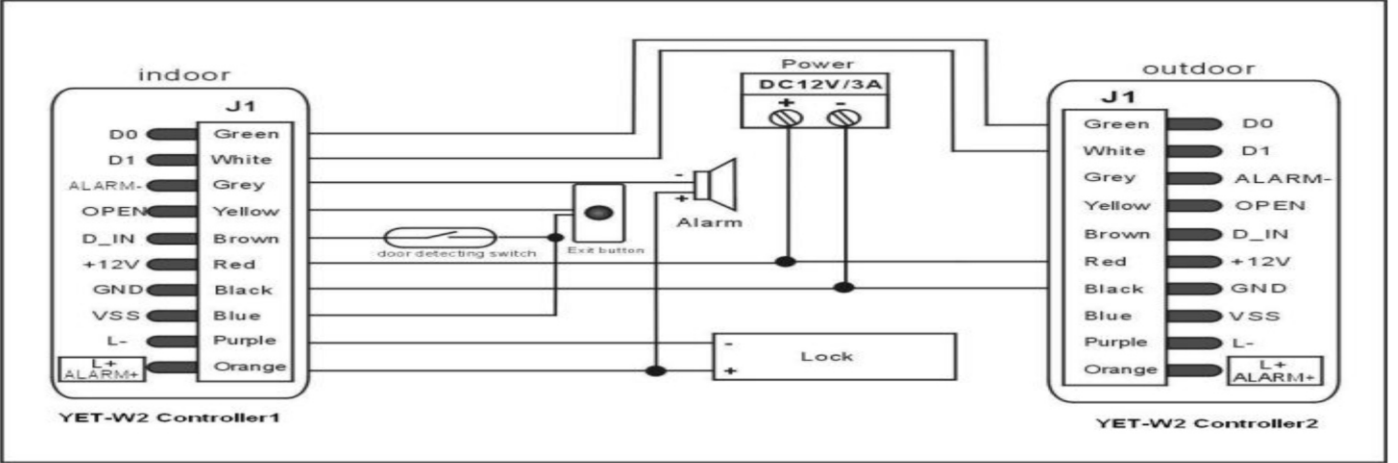 indoor
J1
D0 Green
D1 White
ALARM- Grey
OPEN Yellow
D_IN Brown
+12V Red
GND Black
VSS Blue
L- Purple
L+
ALARM+
Orange
YET-W2 Controller1
door detecting switch
Exit button
-
+
Alarm
Power
DC12V/3A
+ -
-
Lock
+
outdoor
J1
Green D0
White D1
Grey ALARM-
Yellow OPEN
Brown D_IN
Red +12V
Black GND
Blue VSS
Purple L-
Orange
L+
ALARM+
YET-W2 Controller2